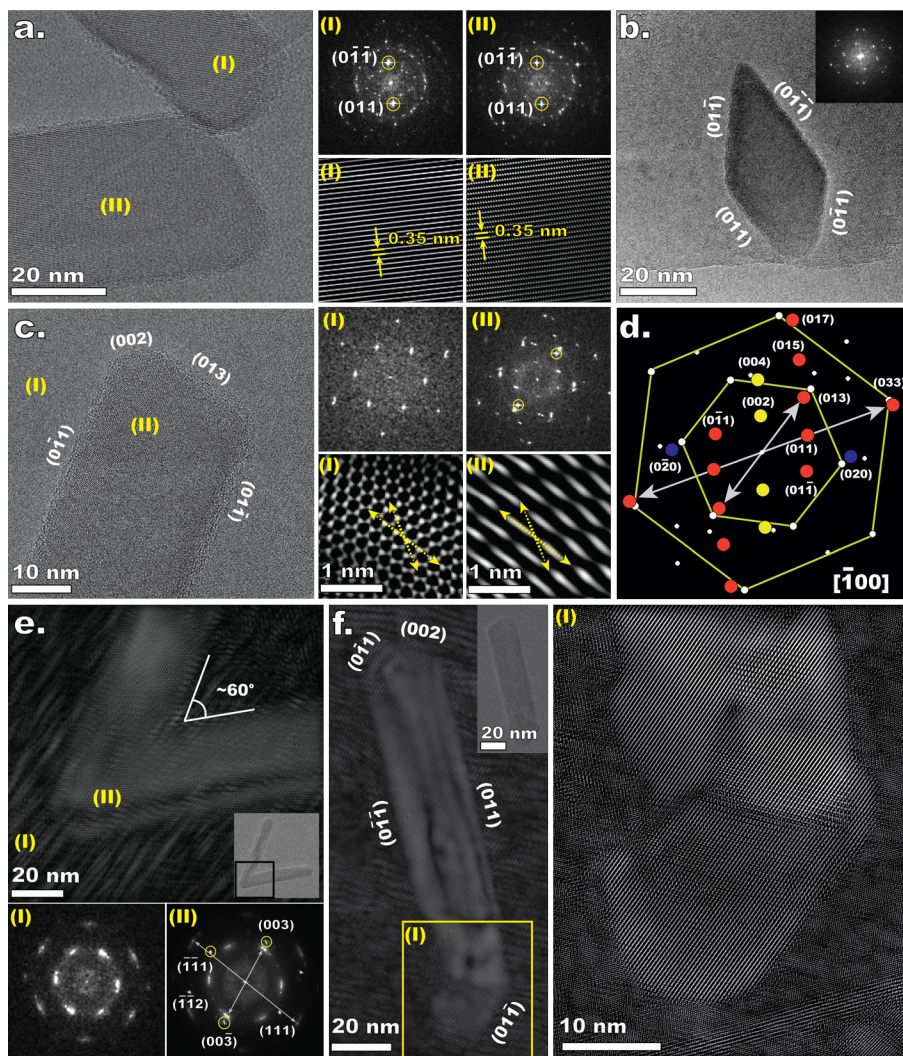 a.
(I)
(II)
20 nm
(I)
(01̄1̄)
(011)
(II)
(01̄1̄)
(011)
(I)
0.35 nm
(II)
0.35 nm
b.
(011̄)
(01̄1̄)
(011)
(01̄1)
20 nm
c.
(002)
(013)
(I)
(II)
(01̄1)
(011̄)
10 nm
(I)
(II)
(I)
1 nm
(II)
1 nm
d.
(017)
(015)
(004)
(033)
(013)
(002)
(01̄1)
(011)
(02̄0)
(020)
(011̄)
[1̄00]
e.
~60°
(II)
(I)
20 nm
(I)
(II)
(003)
(1̄1̄1)
(1̄1̄2)
(111)
(003̄)
f.
(01̄1)
(002)
20 nm
(01̄1̄)
(011)
(I)
(011̄)
20 nm
(I)
10 nm